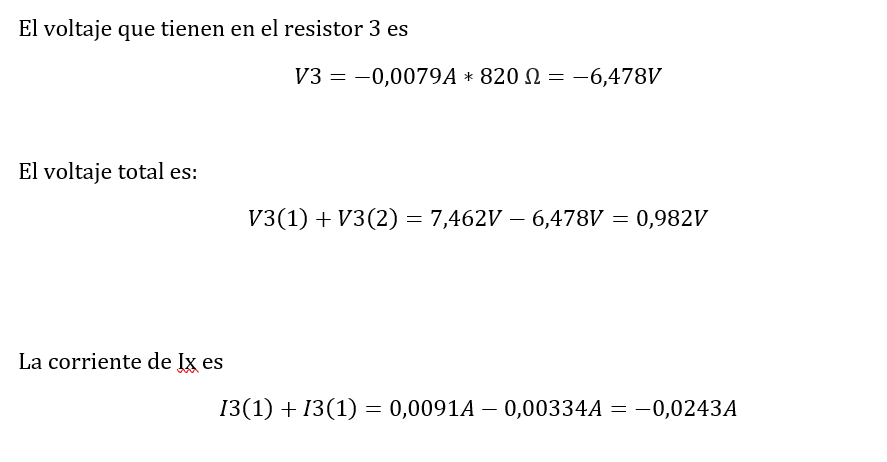 El voltaje que tienen en el resistor 3 es
V3 = −0,0079A ∗ 820 Ω = −6,478V
El voltaje total es:
V3(1) + V3(2) = 7,462V − 6,478V = 0,982V
La corriente de Ix es
I3(1) + I3(1) = 0,0091A − 0,00334A = −0,0243A